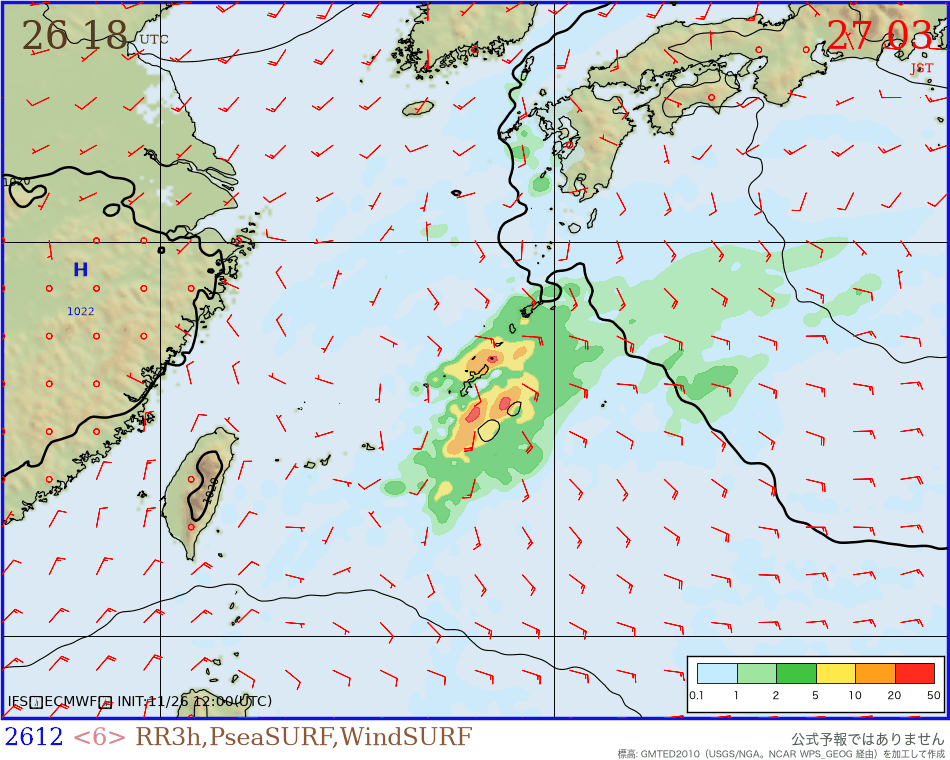 26 18 UTC
27 03
JST
1020
H
1022
1020
IFS(ECMWF) INIT:11/26 12:00(UTC)
0.1 1 2 5 10 20 50
2612 <6> RR3h,PseaSURF,WindSURF
公式予報ではありません
標高: GMTED2010（USGS/NGA。NCAR WPS_GEOG 経由）を加工して作成